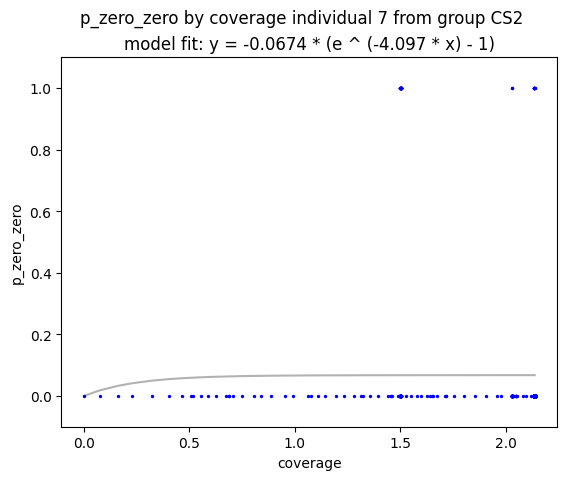 p_zero_zero by coverage individual 7 from group CS2
model fit: y = -0.0674 * (e ^ (-4.097 * x) - 1)
1.0
0.8
0.6
0.4
0.2
0.0
p_zero_zero
0.0 0.5 1.0 1.5 2.0
coverage